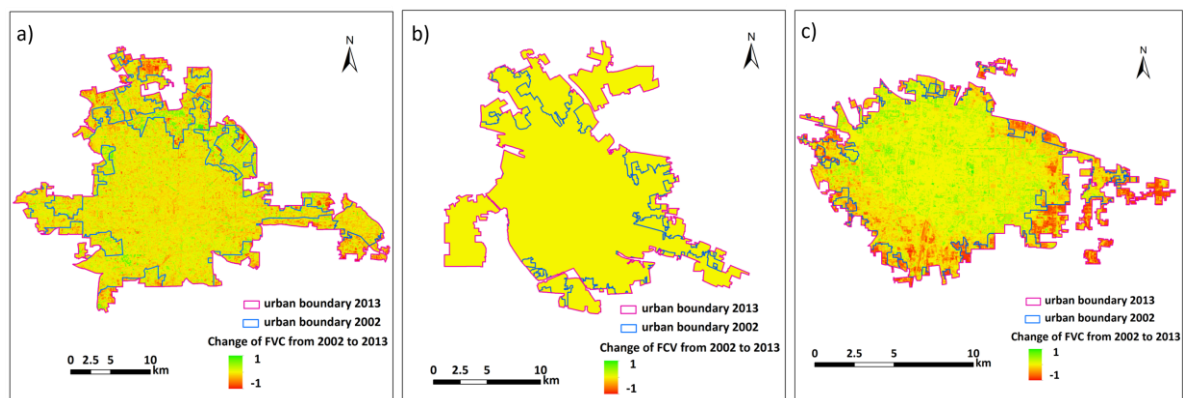 a)
N
urban boundary 2013
urban boundary 2002
Change of FVC from 2002 to 2013
0 2.5 5 10
km
1
-1
b)
N
urban boundary 2013
urban boundary 2002
Change of FCV from 2002 to 2013
0 2.5 5 10
km
1
-1
c)
N
urban boundary 2013
urban boundary 2002
Change of FVC from 2002 to 2013
0 2.5 5 10
km
1
-1